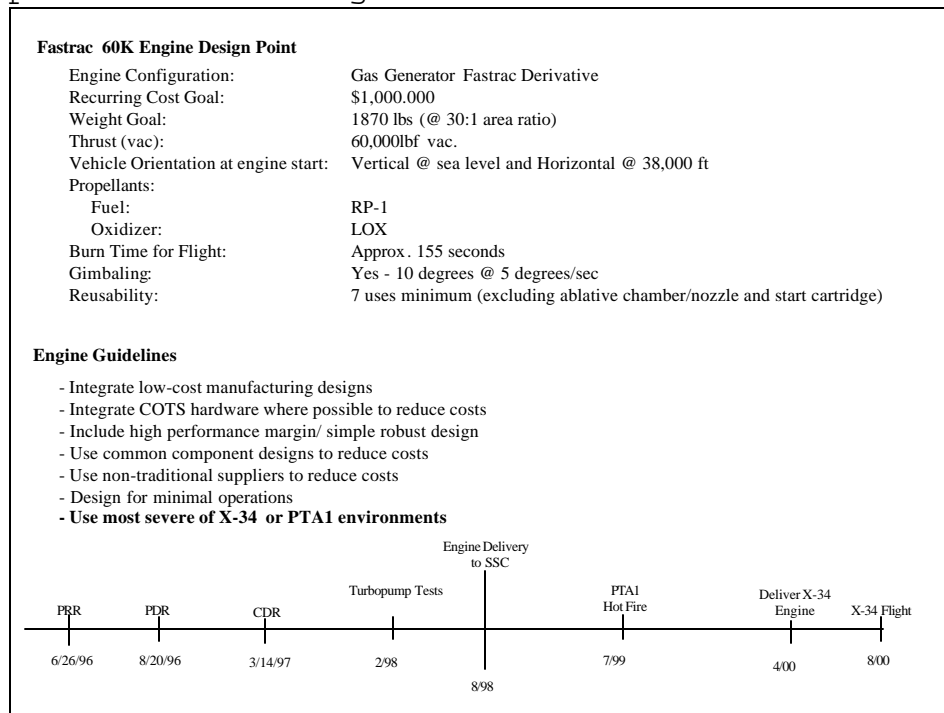 Fastrac 60K Engine Design Point
Engine Configuration: Gas Generator Fastrac Derivative
Recurring Cost Goal: $1,000.000
Weight Goal: 1870 lbs (@ 30:1 area ratio)
Thrust (vac): 60,000lbf vac.
Vehicle Orientation at engine start: Vertical @ sea level and Horizontal @ 38,000 ft
Propellants:
Fuel: RP-1
Oxidizer: LOX
Burn Time for Flight: Approx. 155 seconds
Gimbaling: Yes - 10 degrees @ 5 degrees/sec
Reusability: 7 uses minimum (excluding ablative chamber/nozzle and start cartridge)
Engine Guidelines
- Integrate low-cost manufacturing designs
- Integrate COTS hardware where possible to reduce costs
- Include high performance margin/ simple robust design
- Use common component designs to reduce costs
- Use non-traditional suppliers to reduce costs
- Design for minimal operations
- Use most severe of X-34 or PTA1 environments
Engine Delivery
to SSC
Turbopump Tests
PTA1
Hot Fire
Deliver X-34
Engine
X-34 Flight
PRR
PDR
CDR
6/26/96
8/20/96
3/14/97
2/98
8/98
7/99
4/00
8/00